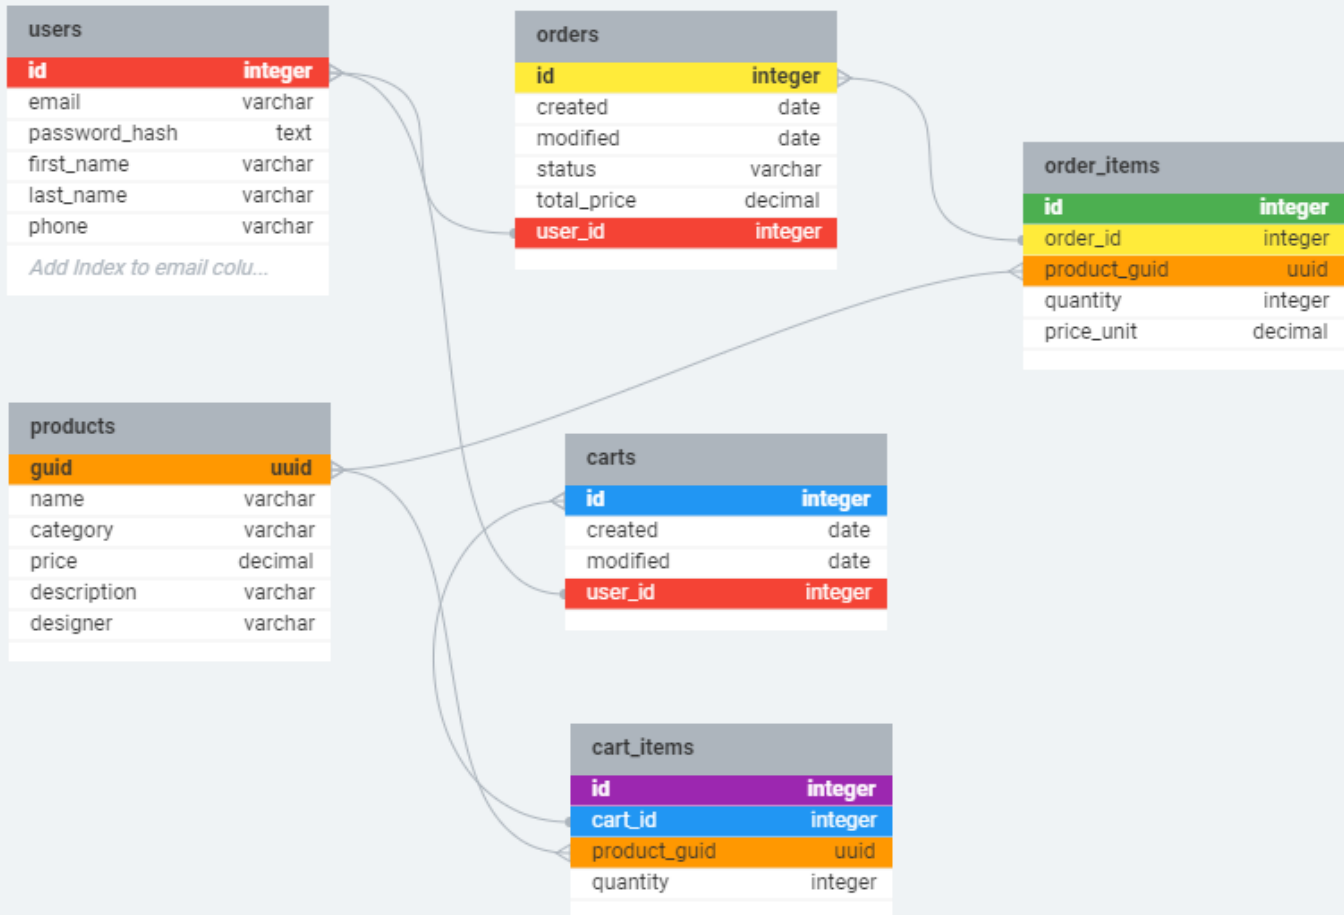 users
id integer
email varchar
password_hash text
first_name varchar
last_name varchar
phone varchar
Add Index to email colu...
orders
id integer
created date
modified date
status varchar
total_price decimal
user_id integer
order_items
id integer
order_id integer
product_guid uuid
quantity integer
price_unit decimal
products
guid uuid
name varchar
category varchar
price decimal
description varchar
designer varchar
carts
id integer
created date
modified date
user_id integer
cart_items
id integer
cart_id integer
product_guid uuid
quantity integer